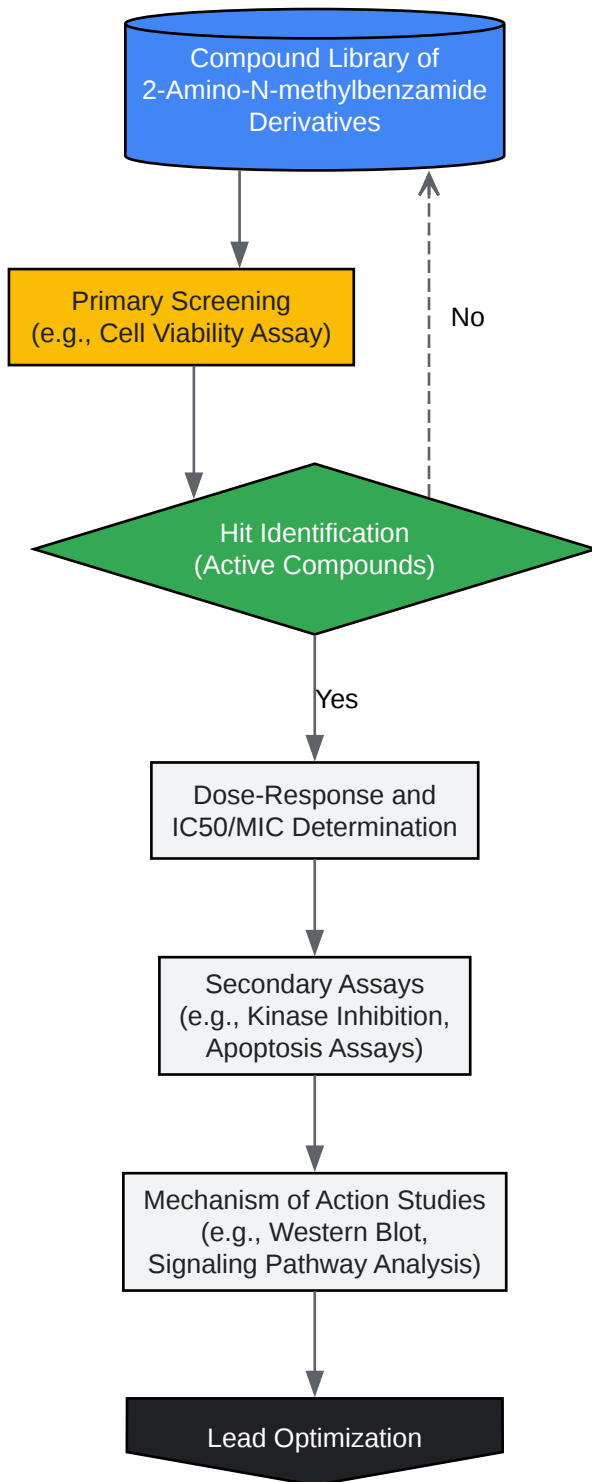 Compound Library of
2-Amino-N-methylbenzamide
Derivatives
Primary Screening
(e.g., Cell Viability Assay)
No
Hit Identification
(Active Compounds)
Yes
Dose-Response and
IC50/MIC Determination
Secondary Assays
(e.g., Kinase Inhibition,
Apoptosis Assays)
Mechanism of Action Studies
(e.g., Western Blot,
Signaling Pathway Analysis)
Lead Optimization